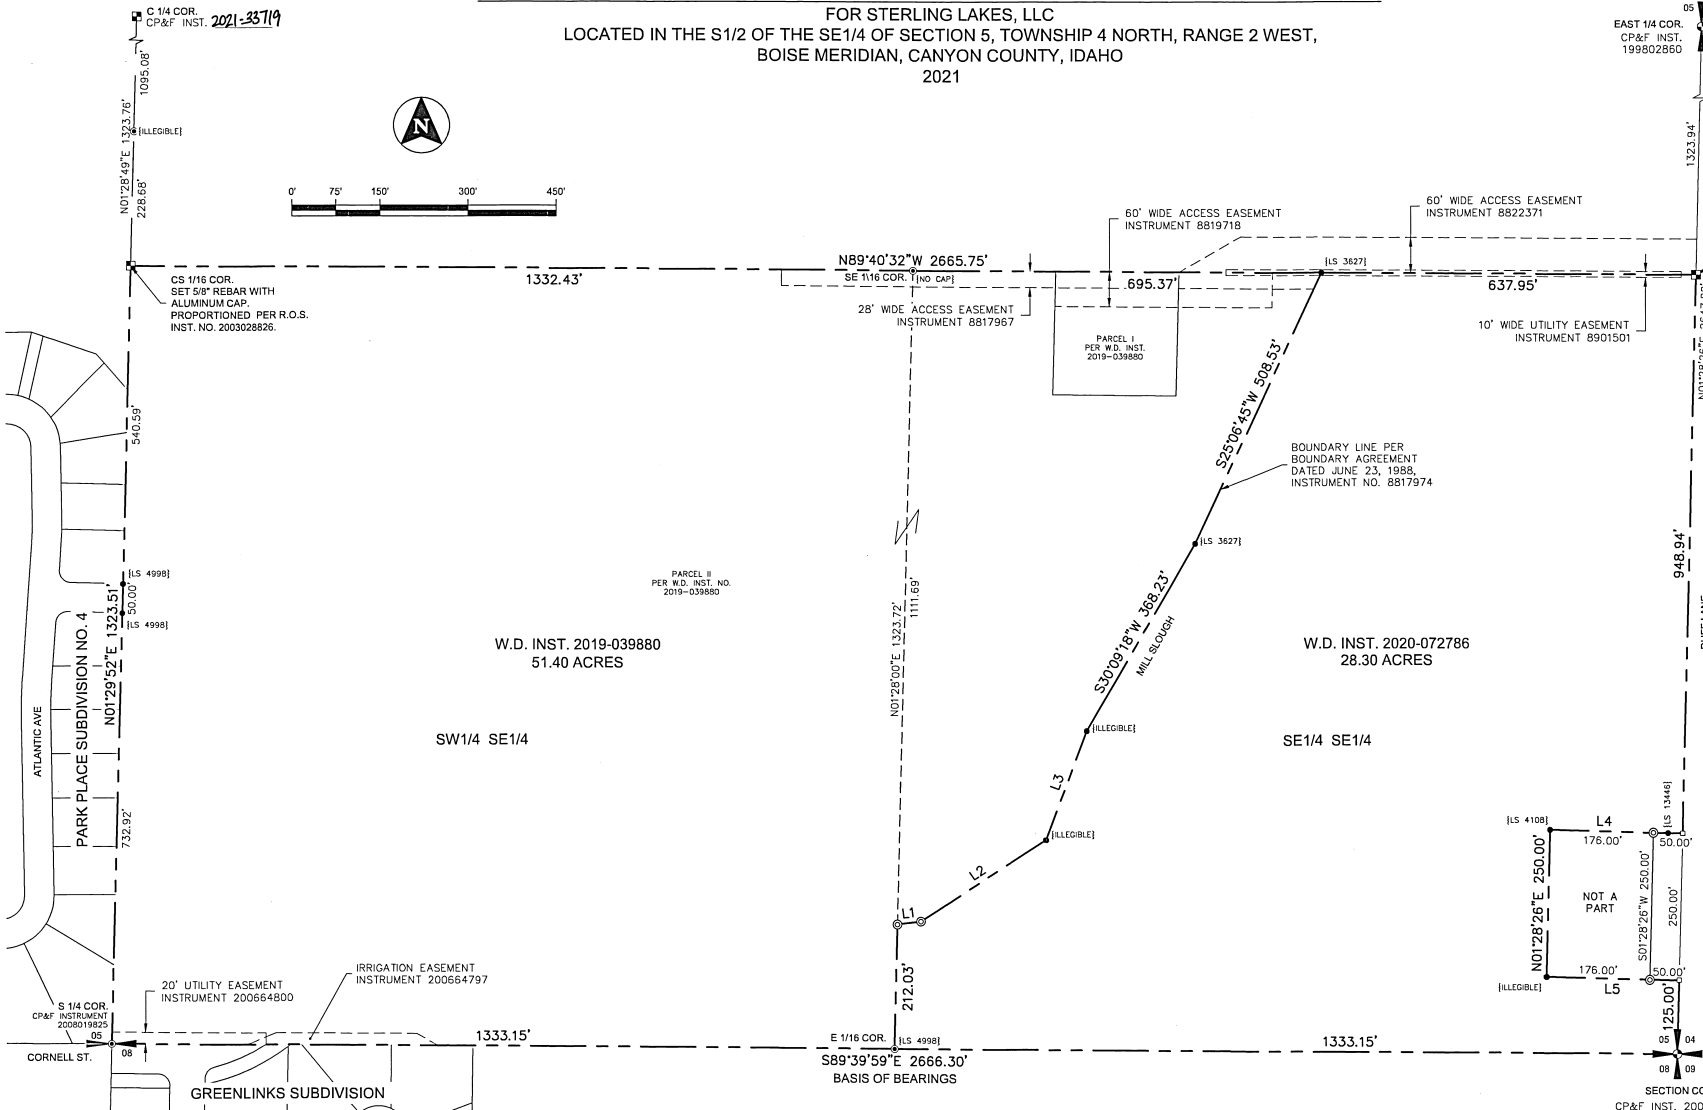 C 1/4 COR.
CP&F INST. 2021-33719
FOR STERLING LAKES, LLC
LOCATED IN THE S1/2 OF THE SE1/4 OF SECTION 5, TOWNSHIP 4 NORTH, RANGE 2 WEST,
BOISE MERIDIAN, CANYON COUNTY, IDAHO
2021
05
EAST 1/4 COR.
CP&F INST.
199802860
1095.08'
N01°28'49"E 1323.76'
{ILLEGIBLE}
228.68'
N
0' 75' 150' 300' 450'
1323.94'
60' WIDE ACCESS EASEMENT
INSTRUMENT 8819718
60' WIDE ACCESS EASEMENT
INSTRUMENT 8822371
N89°40'32"W 2665.75'
SE 1\16 COR. {NO CAP}
{LS 3627}
1332.43'
695.37'
637.95'
CS 1/16 COR.
SET 5/8" REBAR WITH
ALUMINUM CAP.
PROPORTIONED PER R.O.S.
INST. NO. 2003028826.
28' WIDE ACCESS EASEMENT
INSTRUMENT 8817967
10' WIDE UTILITY EASEMENT
INSTRUMENT 8901501
PARCEL I
PER W.D. INST.
2019-039880
540.59'
S25°06'45"W 508.53'
BOUNDARY LINE PER
BOUNDARY AGREEMENT
DATED JUNE 23, 1988,
INSTRUMENT NO. 8817974
{LS 3627}
948.94'
{LS 4998}
50.00'
{LS 4998}
PARCEL II
PER W.D. INST. NO.
2019-039880
1111.69'
N01°28'00"E 1323.72'
S30°09'18"W 368.23'
MILL SLOUGH
W.D. INST. 2019-039880
51.40 ACRES
W.D. INST. 2020-072786
28.30 ACRES
N01°29'52"E 1323.51'
PARK PLACE SUBDIVISION NO. 4
ATLANTIC AVE
SW1/4 SE1/4
SE1/4 SE1/4
{ILLEGIBLE}
L3
732.92'
{ILLEGIBLE}
{LS 4108}
L4
{LS 13446}
176.00'
50.00'
L2
N01°28'26"E 250.00'
NOT A
PART
S01°28'26"W 250.00'
250.00'
L1
176.00'
50.00'
{ILLEGIBLE}
L5
212.03'
125.00'
20' UTILITY EASEMENT
INSTRUMENT 200664800
IRRIGATION EASEMENT
INSTRUMENT 200664797
S 1/4 COR.
CP&F INSTRUMENT
2008019825
05
08
CORNELL ST.
1333.15'
E 1/16 COR. {LS 4998}
1333.15'
S89°39'59"E 2666.30'
BASIS OF BEARINGS
05 04
08 09
GREENLINKS SUBDIVISION
SECTION CO
CP&F INST. 200